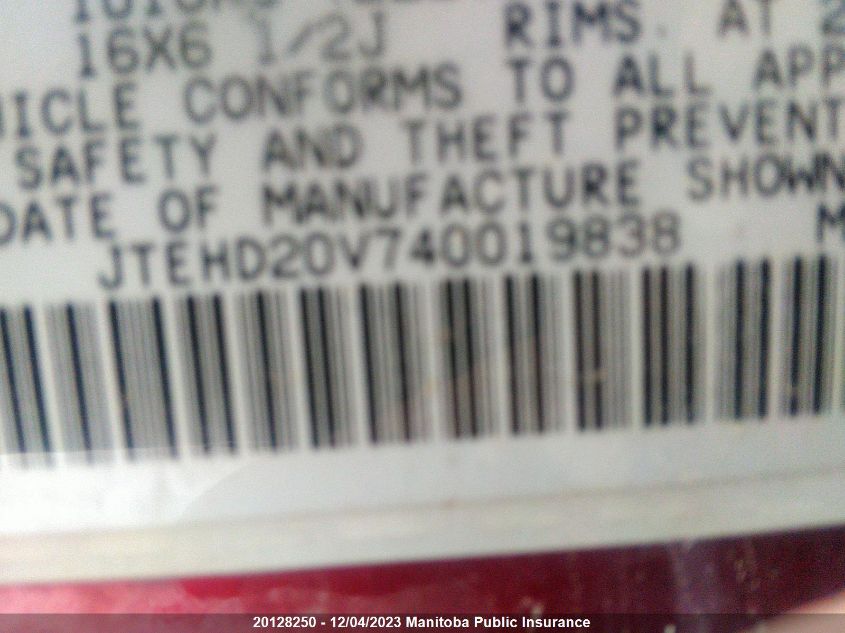 16X6 1/2J RIMS. AT 2
ICLE CONFORMS TO ALL APP
SAFETY AND THEFT PREVENT
DATE OF MANUFACTURE SHOWN
JTEHD20V740019838 M
20128250 - 12/04/2023 Manitoba Public Insurance